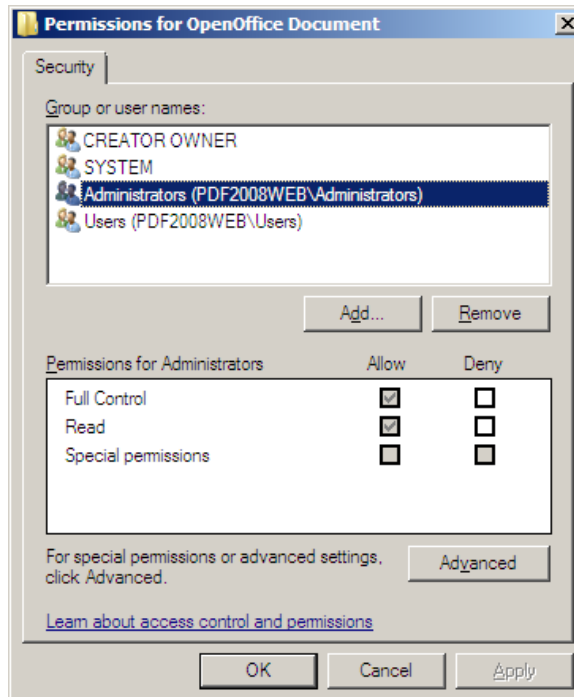 Permissions for OpenOffice Document
Security
Group or user names:
CREATOR OWNER
SYSTEM
Administrators (PDF2008WEB\Administrators)
Users (PDF2008WEB\Users)
Add... Remove
Permissions for Administrators Allow Deny
Full Control
Read
Special permissions
For special permissions or advanced settings,
click Advanced.
Advanced
Learn about access control and permissions
OK Cancel Apply